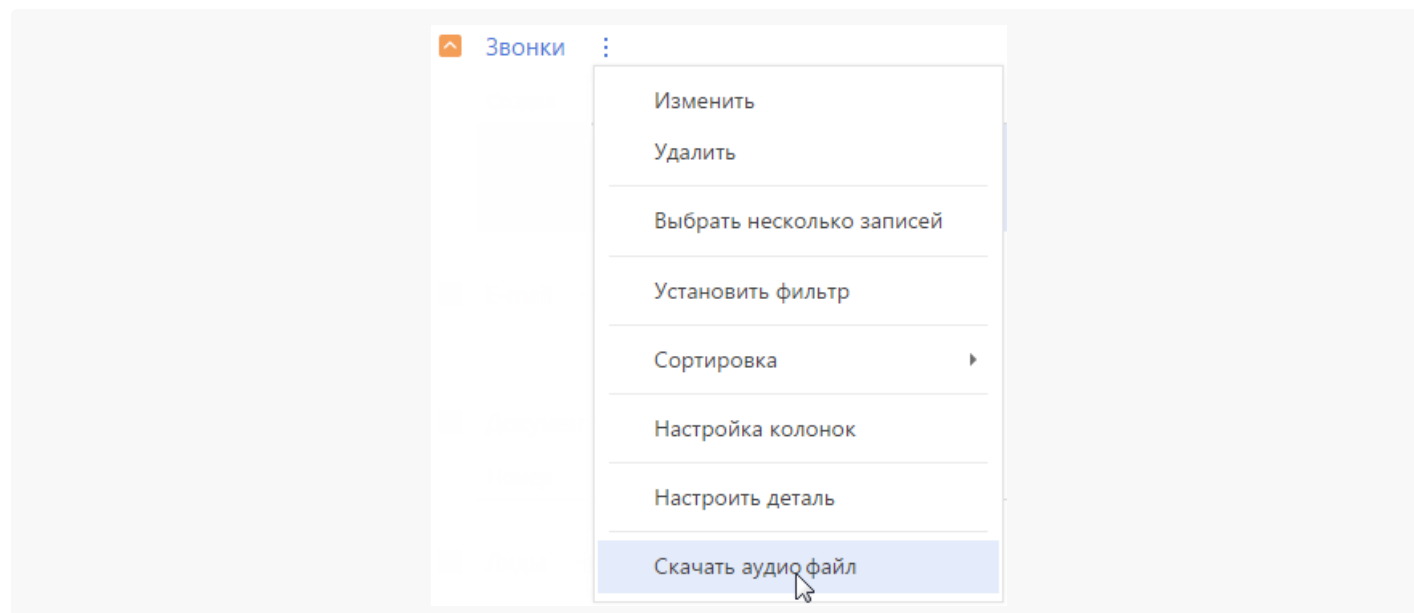 Звонки
Изменить
Удалить
Выбрать несколько записей
Установить фильтр
Сортировка
Настройка колонок
Настроить деталь
Скачать аудио файл